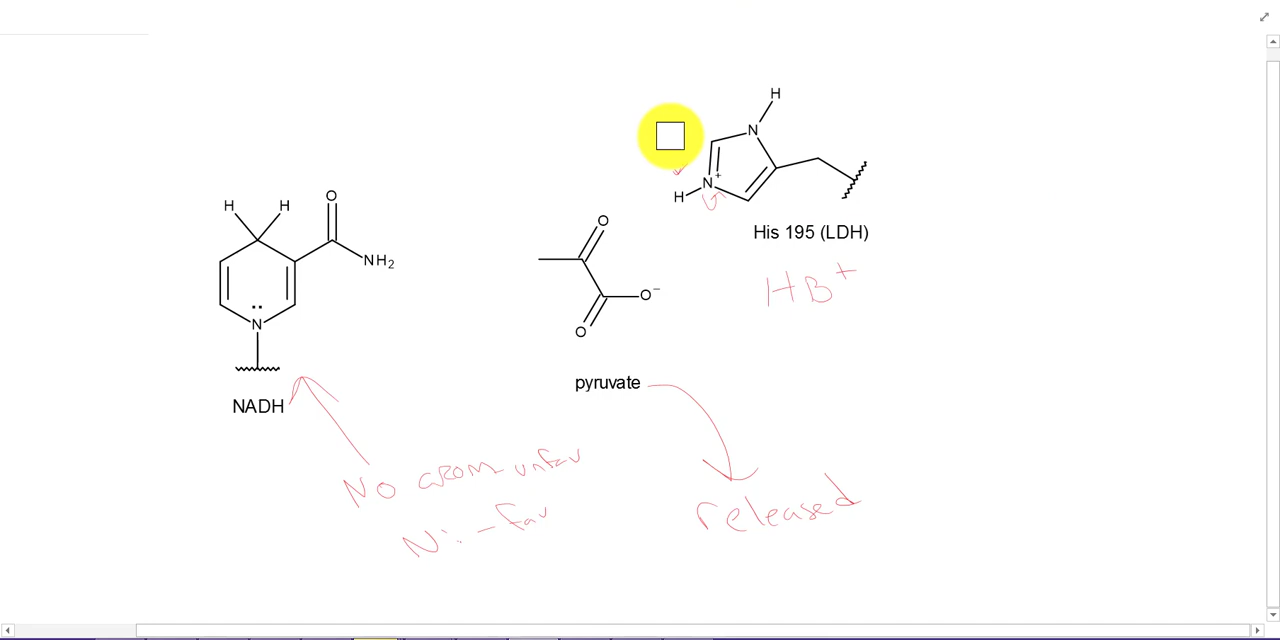 H
N
H
N
+
His 195 (LDH)
HB+
H H O
NH2
N
NADH
O
O−
O
pyruvate
No arom unfav
N: - fav
released